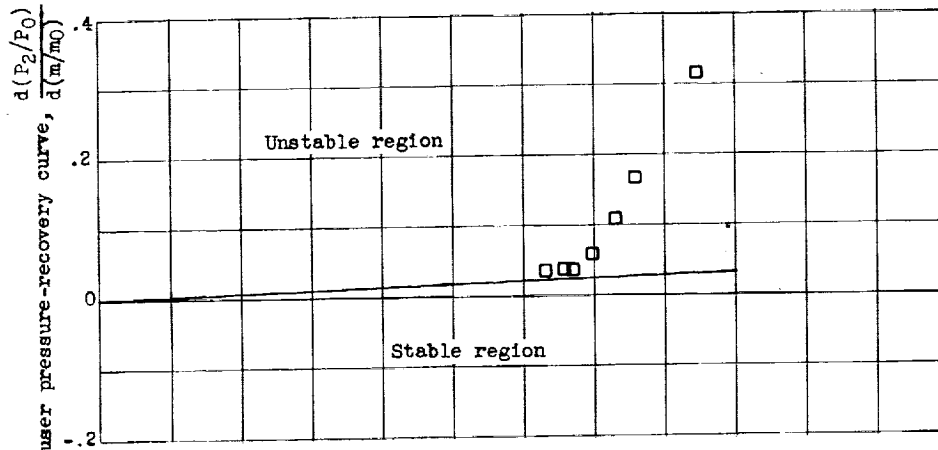 .4
.2
0
-.2
Unstable region
Stable region
user pressure-recovery curve, d(P2/P0)
d(m/m0)